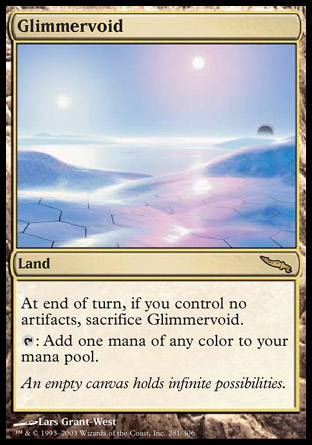 Glimmervoid
Land
At end of turn, if you control no
artifacts, sacrifice Glimmervoid.
: Add one mana of any color to your
mana pool.
An empty canvas holds infinite possibilities.
Lars Grant-West
™ & © 1993–2003 Wizards of the Coast, Inc. 281/306